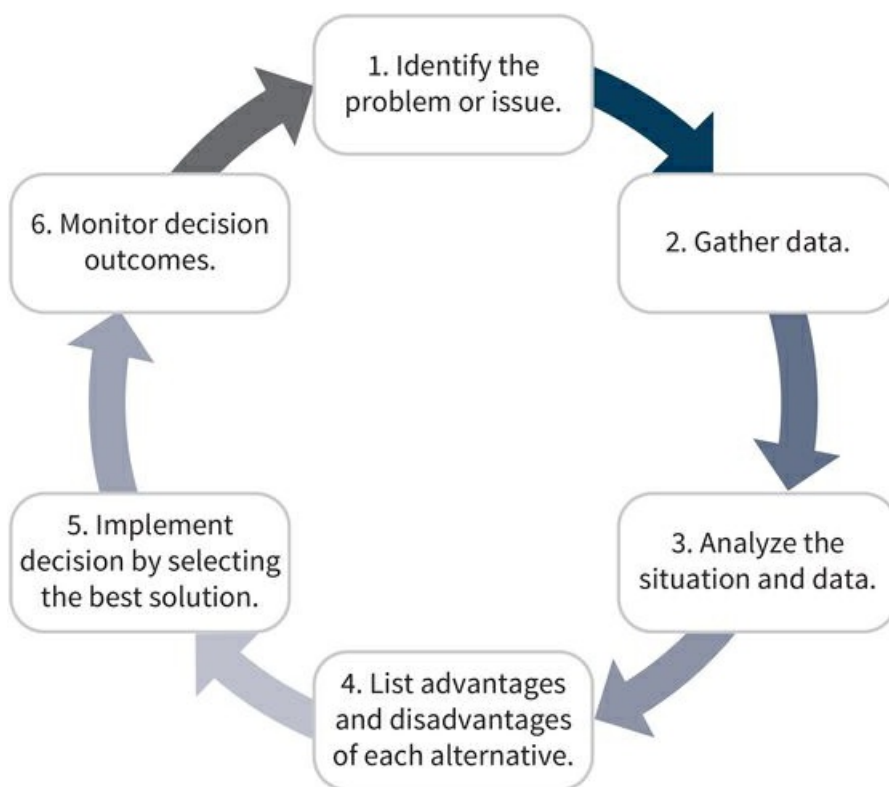 1. Identify the
problem or issue.
2. Gather data.
3. Analyze the
situation and data.
4. List advantages
and disadvantages
of each alternative.
5. Implement
decision by selecting
the best solution.
6. Monitor decision
outcomes.